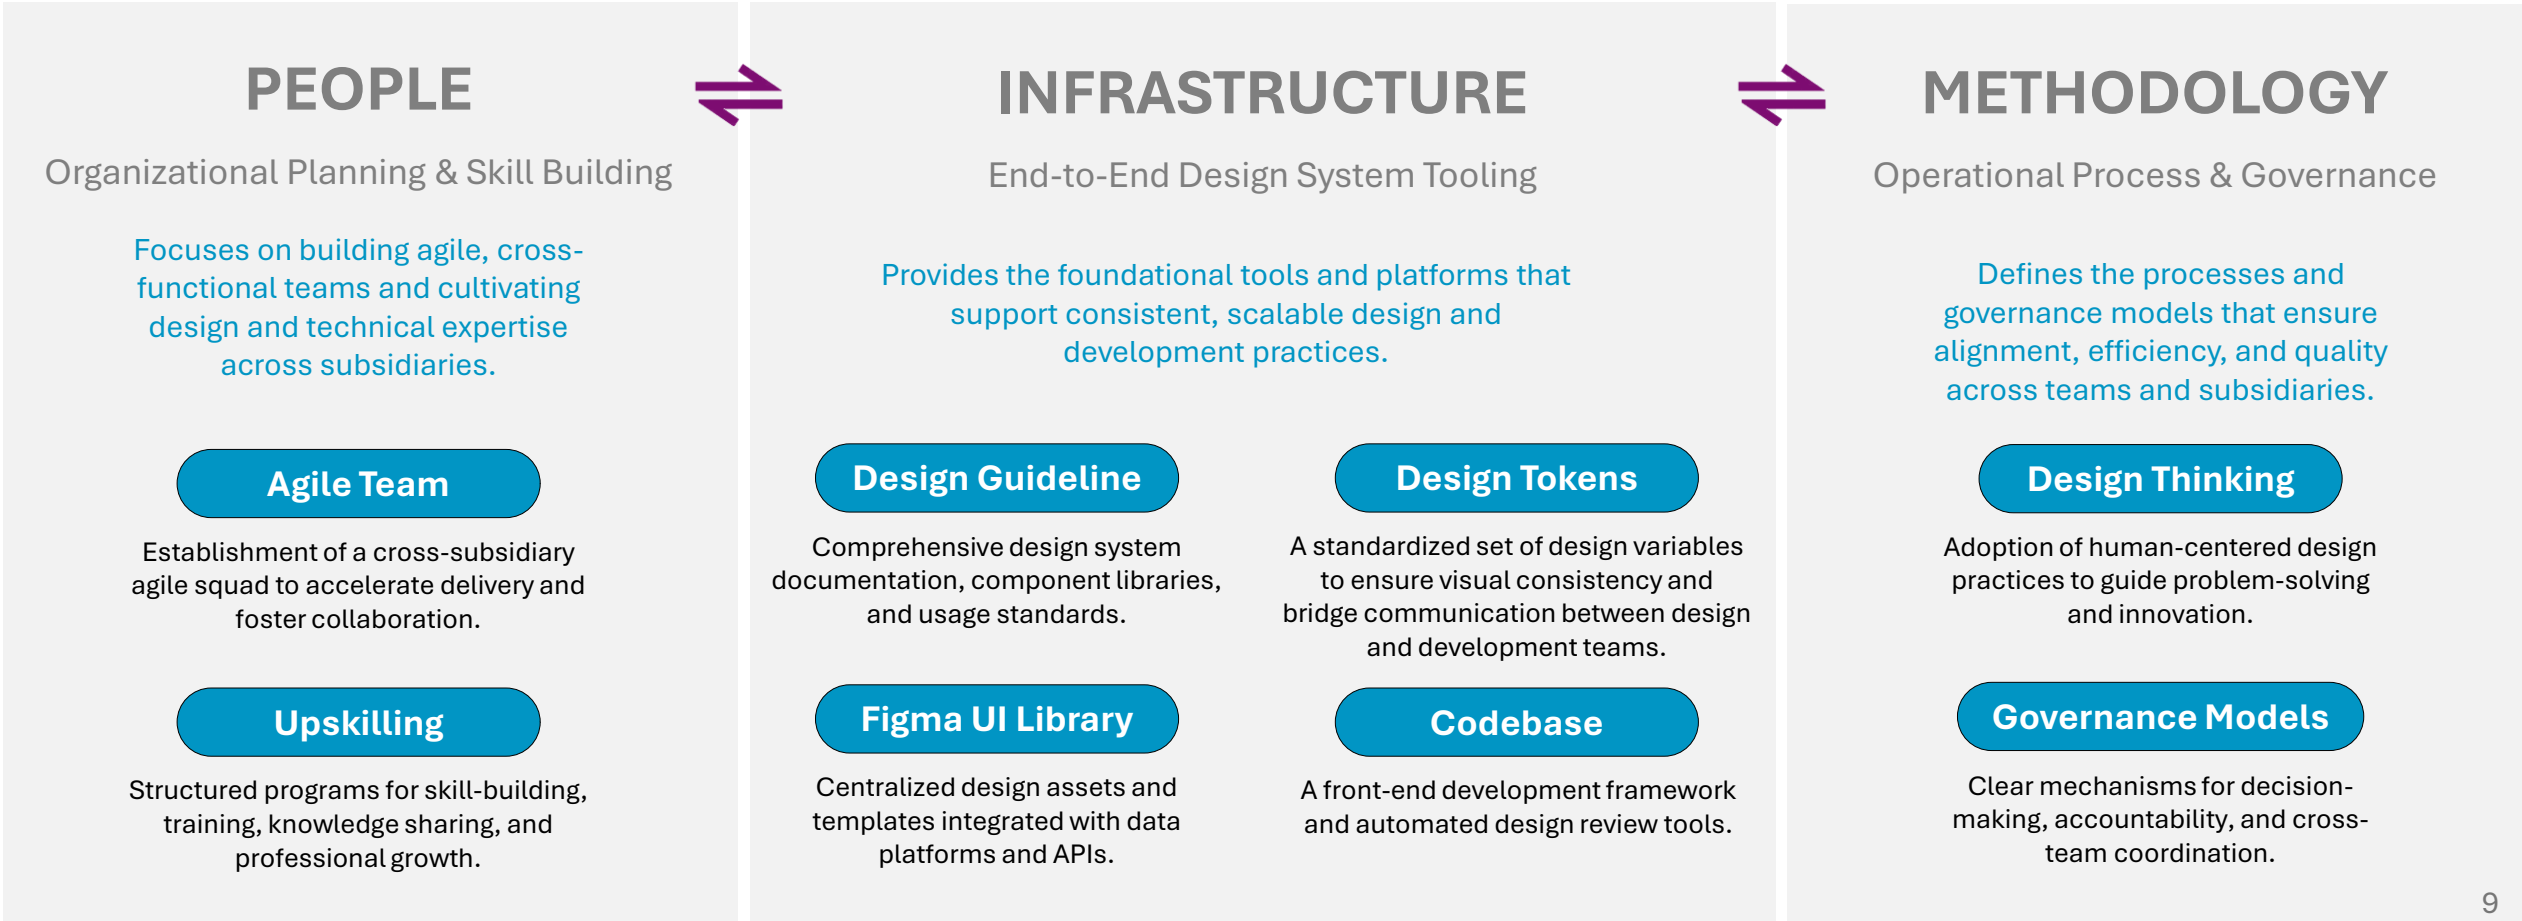 PEOPLE
Organizational Planning & Skill Building
Focuses on building agile, cross-
functional teams and cultivating
design and technical expertise
across subsidiaries.
Agile Team
Establishment of a cross-subsidiary
agile squad to accelerate delivery and
foster collaboration.
Upskilling
Structured programs for skill-building,
training, knowledge sharing, and
professional growth.
INFRASTRUCTURE
End-to-End Design System Tooling
Provides the foundational tools and platforms that
support consistent, scalable design and
development practices.
Design Guideline
Comprehensive design system
documentation, component libraries,
and usage standards.
Design Tokens
A standardized set of design variables
to ensure visual consistency and
bridge communication between design
and development teams.
Figma UI Library
Centralized design assets and
templates integrated with data
platforms and APIs.
Codebase
A front-end development framework
and automated design review tools.
METHODOLOGY
Operational Process & Governance
Defines the processes and
governance models that ensure
alignment, efficiency, and quality
across teams and subsidiaries.
Design Thinking
Adoption of human-centered design
practices to guide problem-solving
and innovation.
Governance Models
Clear mechanisms for decision-
making, accountability, and cross-
team coordination.
9